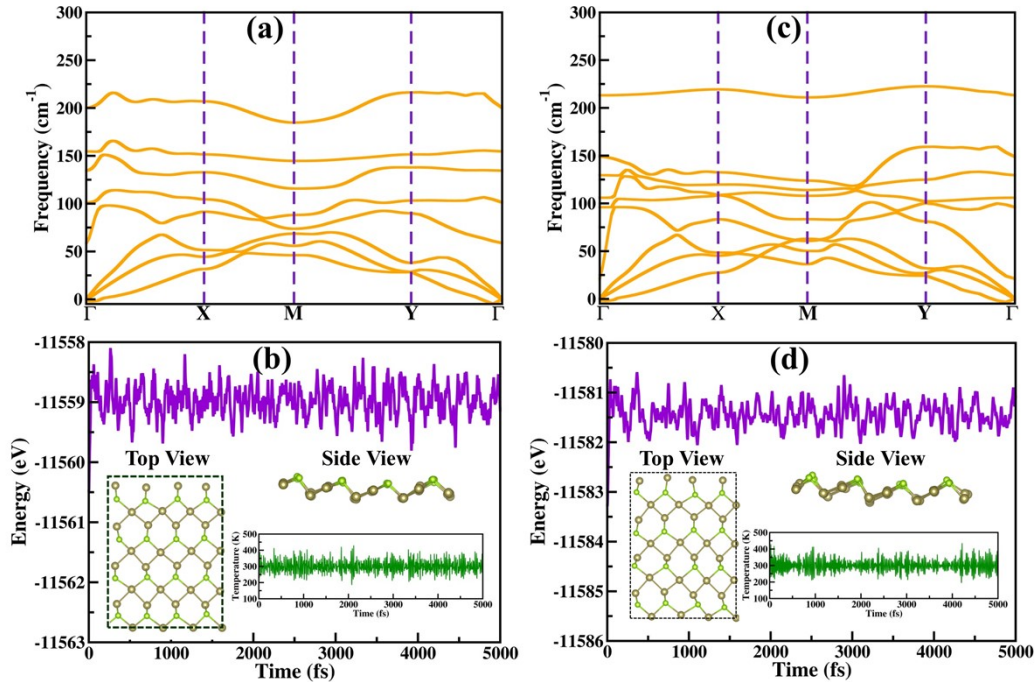 (a)
Frequency (cm-1)
300
250
200
150
100
50
0
Γ X M Y Γ
(c)
Frequency (cm-1)
300
250
200
150
100
50
0
Γ X M Y Γ
(b)
Energy (eV)
-11558
-11559
-11560
-11561
-11562
-11563
Top View
Side View
Temperature (K)
500
400
300
200
100
0 1000 2000 3000 4000 5000
Time (fs)
0 1000 2000 3000 4000 5000
Time (fs)
(d)
Energy (eV)
-11580
-11581
-11582
-11583
-11584
-11585
-11586
Top View
Side View
Temperature (K)
500
400
300
200
100
0 1000 2000 3000 4000 5000
Time (fs)
0 1000 2000 3000 4000 5000
Time (fs)